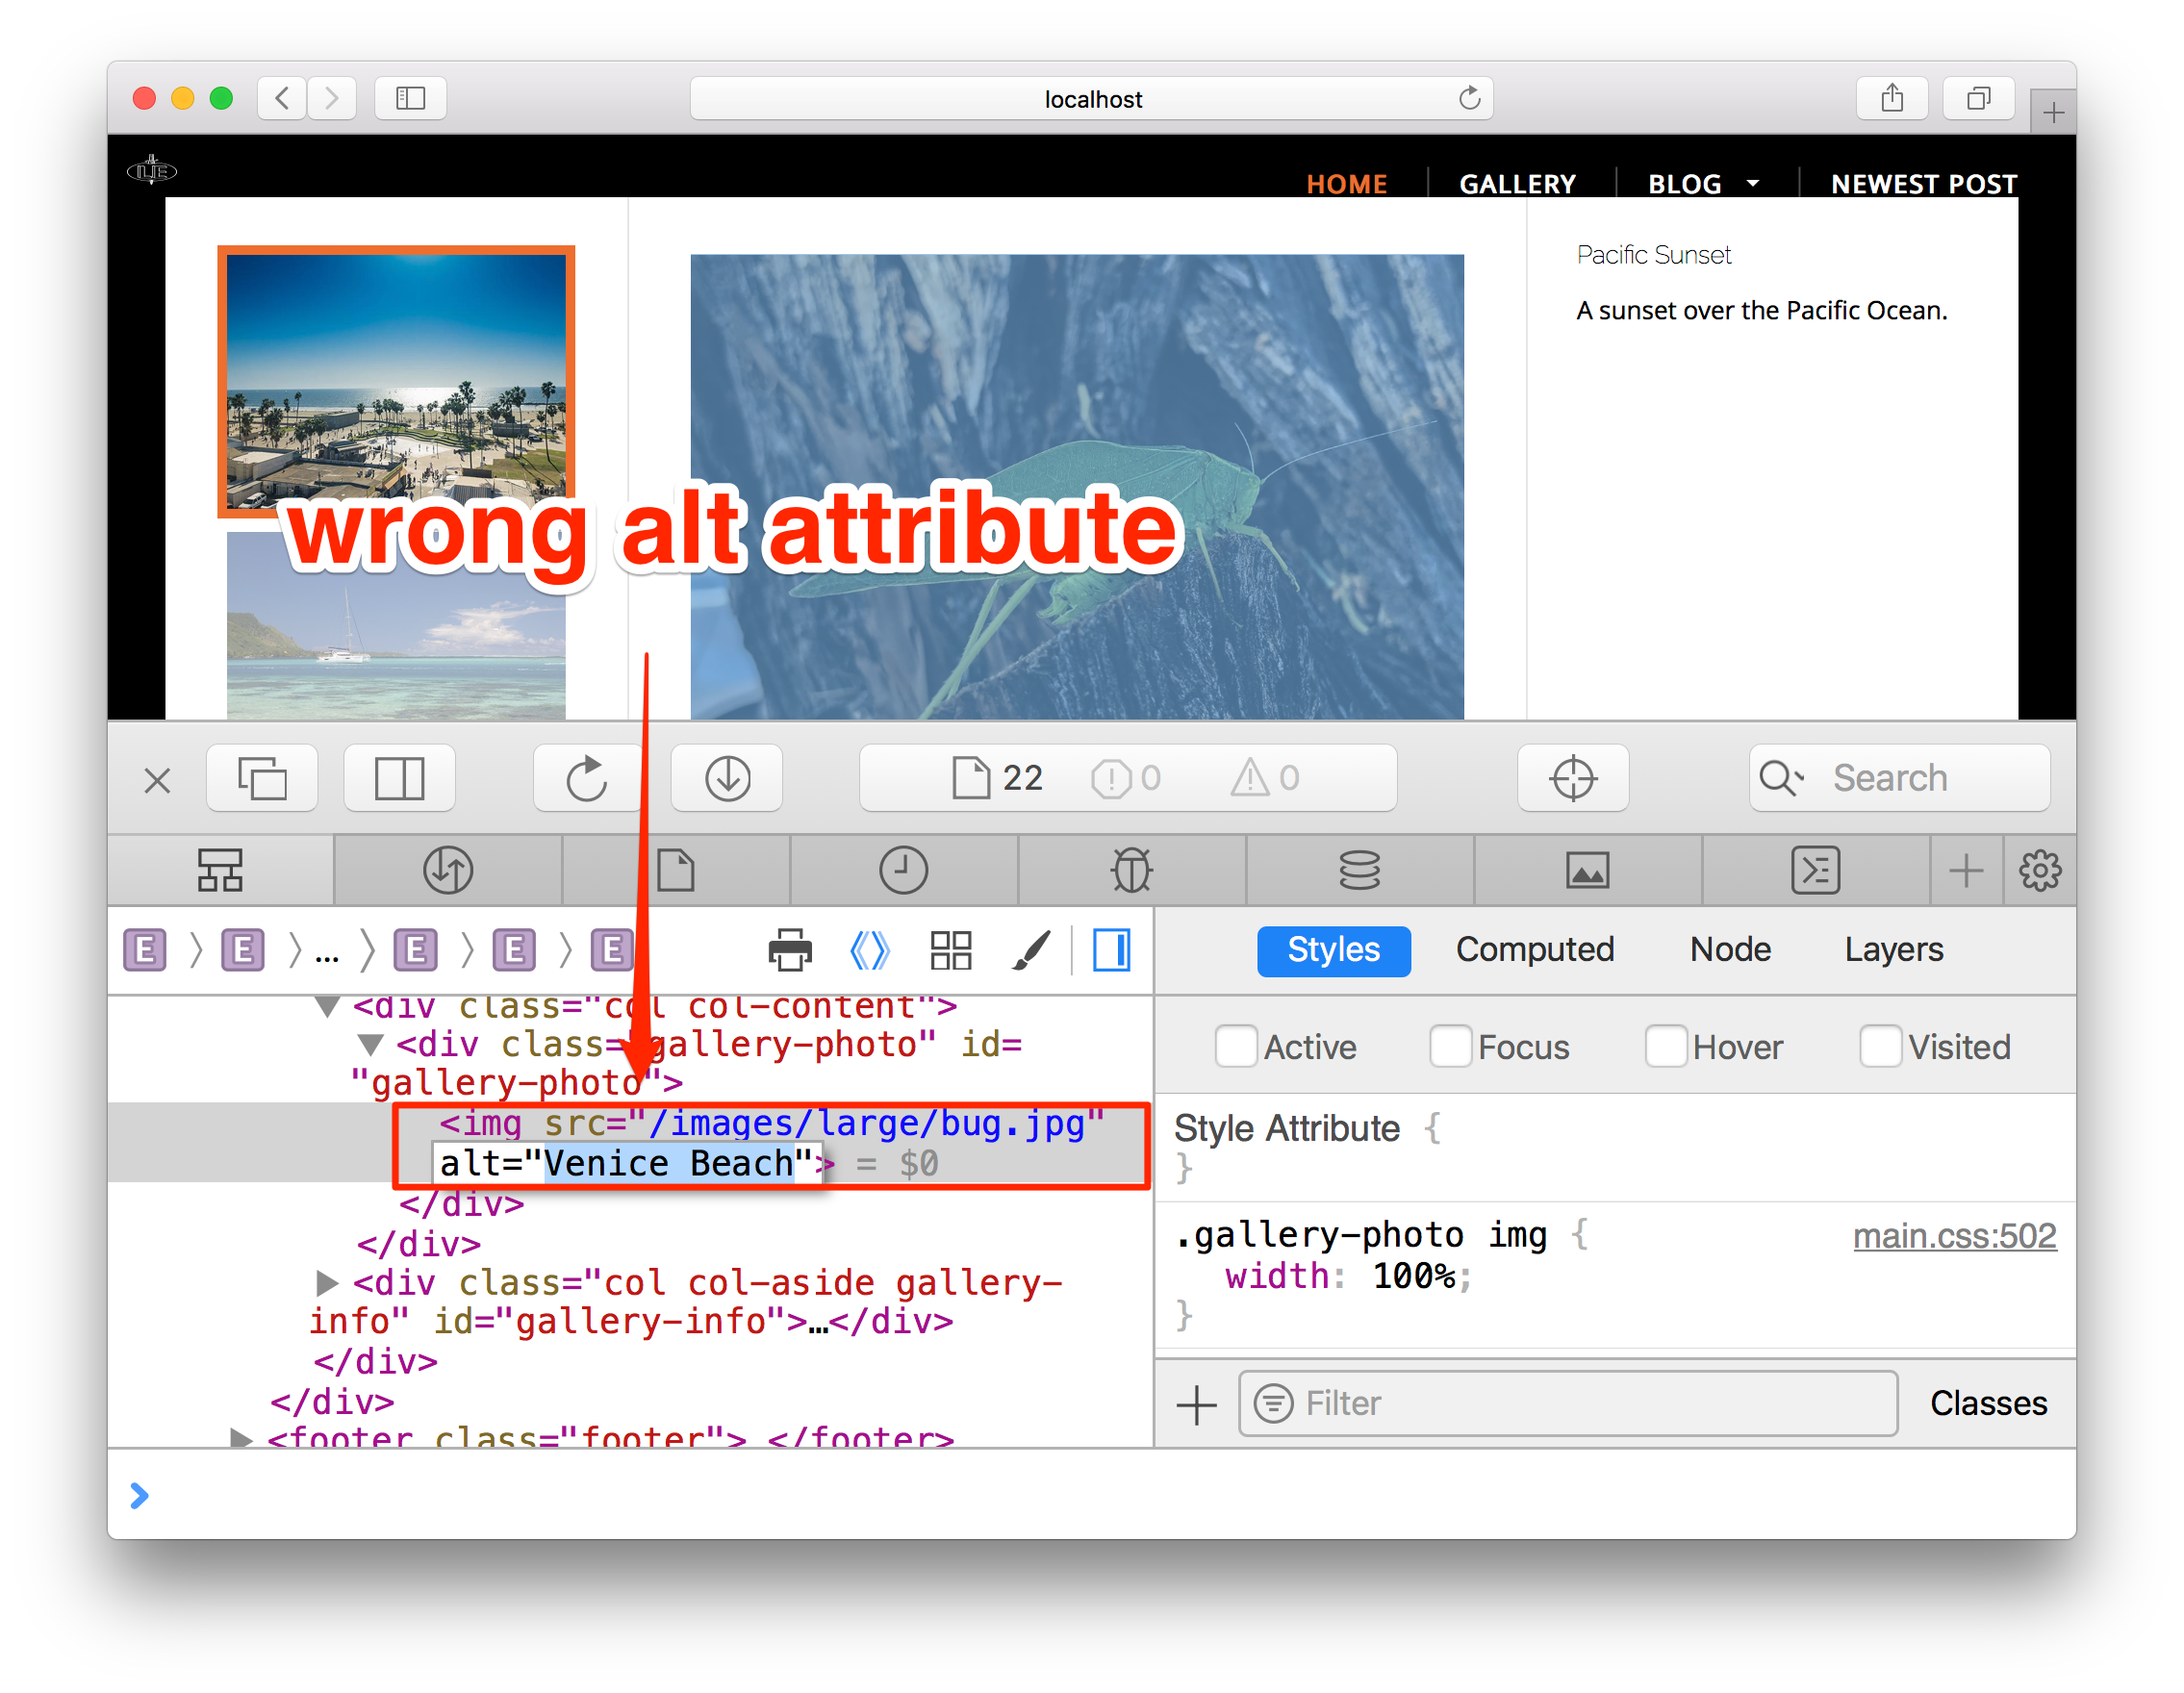 localhost
HOME GALLERY BLOG NEWEST POST
Pacific Sunset
A sunset over the Pacific Ocean.
wrong alt attribute
22 0 0 Search
E E … E E E
Styles Computed Node Layers
Active Focus Hover Visited
<div class="col col-content">
<div class="gallery-photo" id=
"gallery-photo">
<img src="/images/large/bug.jpg"
alt="Venice Beach"> = $0
</div>
</div>
<div class="col col-aside gallery-
info" id="gallery-info">…</div>
</div>
</div>
<footer class="footer"> </footer>
Style Attribute {
}
.gallery-photo img { main.css:502
width: 100%;
}
Filter Classes